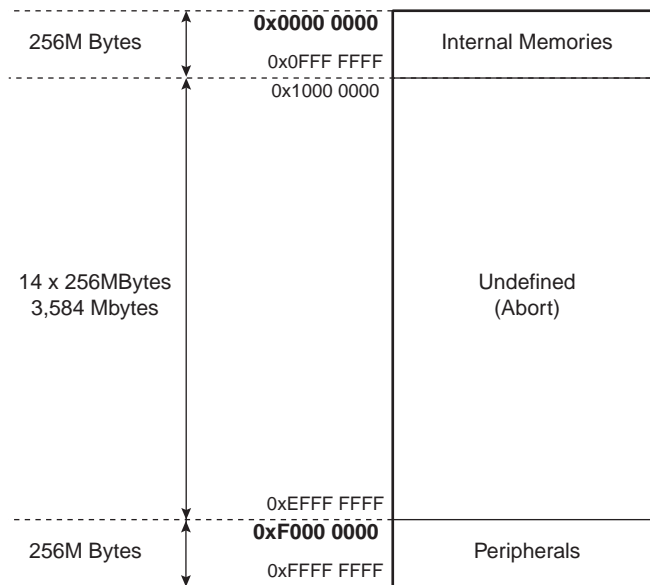 0x0000 0000
256M Bytes
Internal Memories
0x0FFF FFFF
0x1000 0000
14 x 256MBytes
3,584 Mbytes
Undefined
(Abort)
0xEFFF FFFF
0xF000 0000
256M Bytes
Peripherals
0xFFFF FFFF